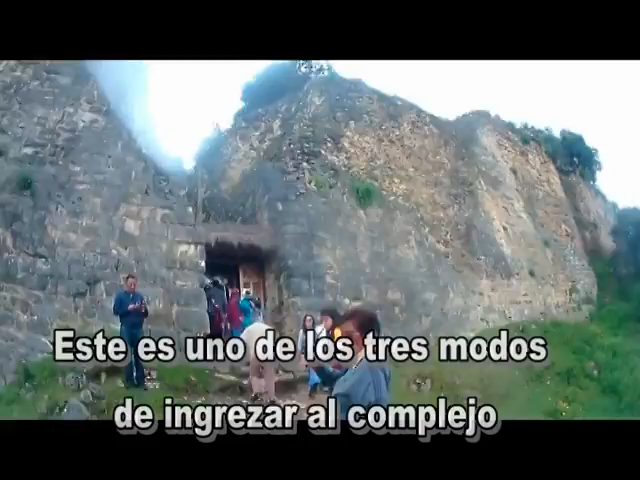 Este es uno de los tres modos
de ingrezar al complejo